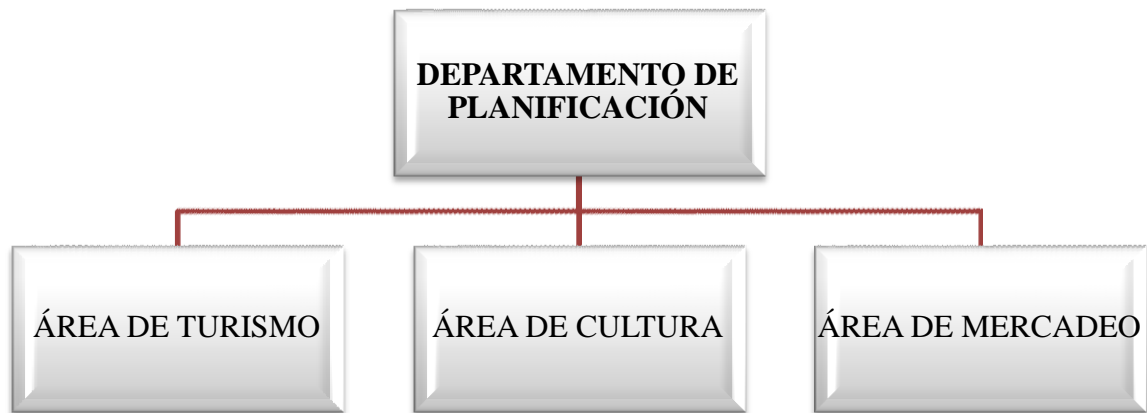 DEPARTAMENTO DE
PLANIFICACIÓN
ÁREA DE TURISMO
ÁREA DE CULTURA
ÁREA DE MERCADEO